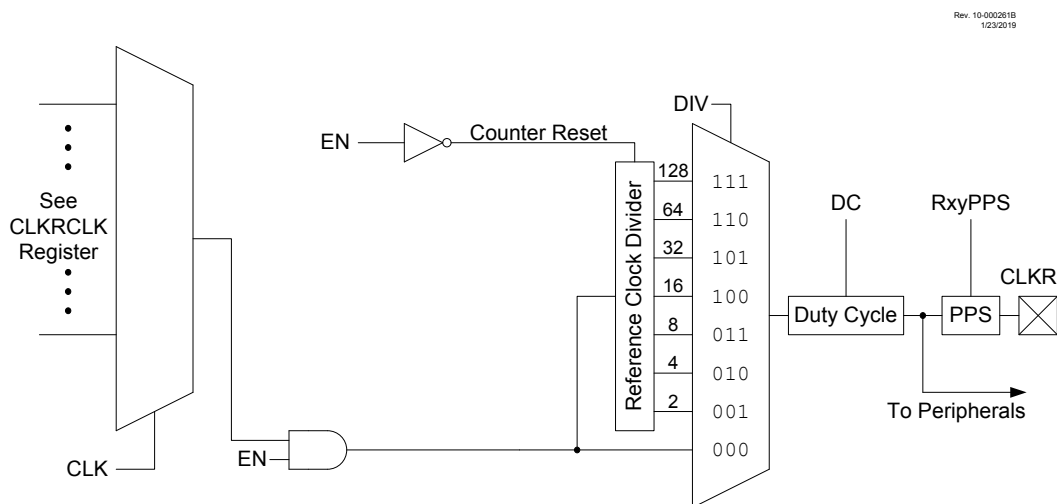 Rev. 10-000261B
1/23/2019
DIV
EN
Counter Reset
See
CLKRCLK
Register
Reference Clock Divider
128
111
64
110
32
101
16
100
8
011
4
010
2
001
000
DC
RxyPPS
CLKR
Duty Cycle
PPS
To Peripherals
EN
CLK